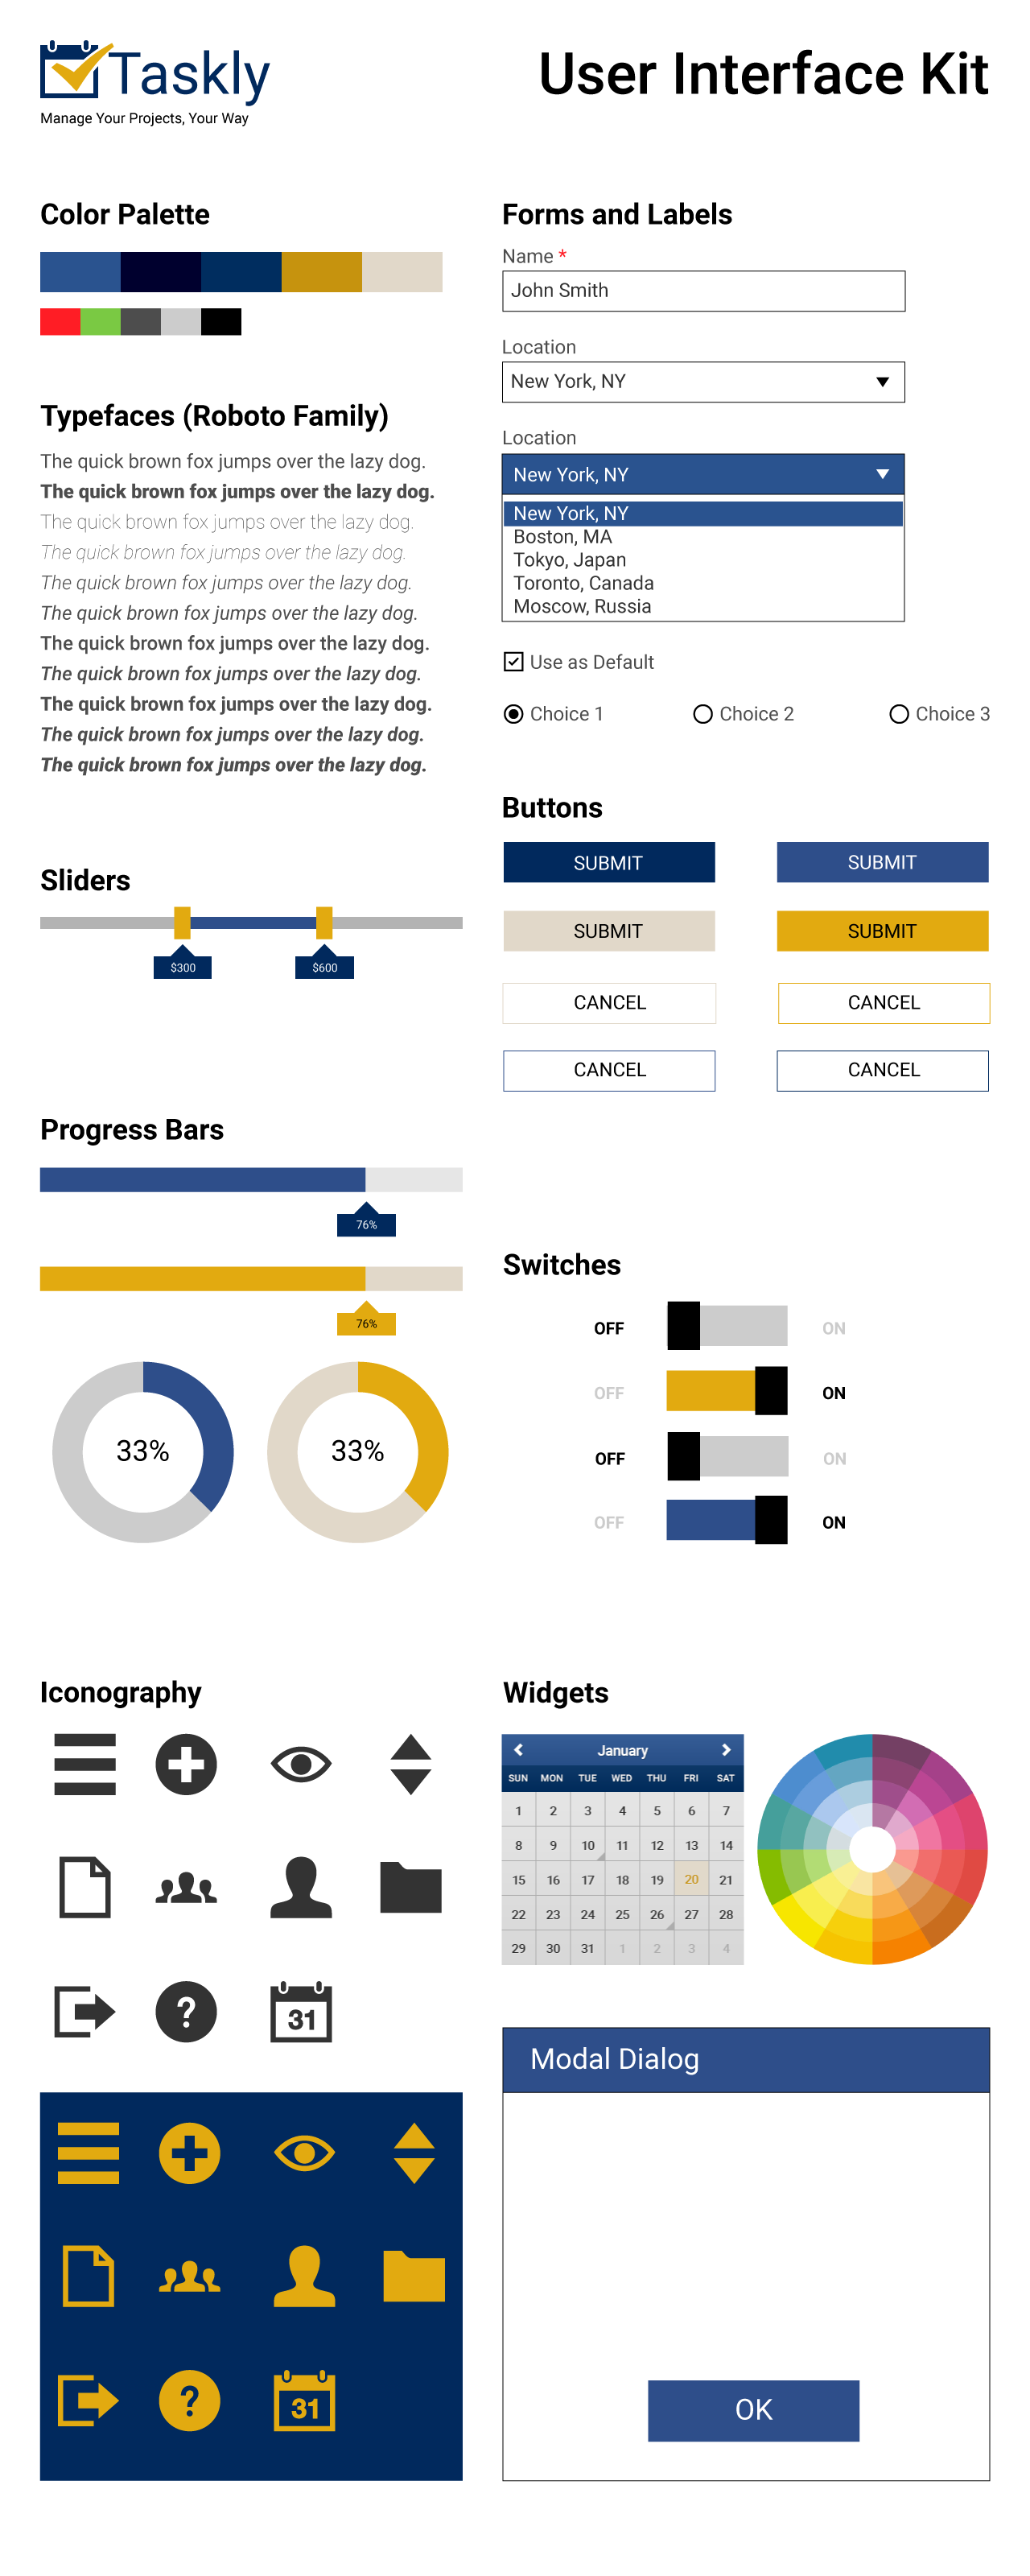 Taskly
Manage Your Projects, Your Way
User Interface Kit
Color Palette
Typefaces (Roboto Family)
The quick brown fox jumps over the lazy dog.
The quick brown fox jumps over the lazy dog.
The quick brown fox jumps over the lazy dog.
The quick brown fox jumps over the lazy dog.
The quick brown fox jumps over the lazy dog.
The quick brown fox jumps over the lazy dog.
The quick brown fox jumps over the lazy dog.
The quick brown fox jumps over the lazy dog.
The quick brown fox jumps over the lazy dog.
The quick brown fox jumps over the lazy dog.
The quick brown fox jumps over the lazy dog.
Sliders
$300 $600
Progress Bars
76%
76%
33% 33%
Forms and Labels
Name *
John Smith
Location
New York, NY
Location
New York, NY
New York, NY
Boston, MA
Tokyo, Japan
Toronto, Canada
Moscow, Russia
Use as Default
Choice 1 Choice 2 Choice 3
Buttons
SUBMIT SUBMIT
SUBMIT SUBMIT
CANCEL CANCEL
CANCEL CANCEL
Switches
OFF ON
OFF ON
OFF ON
OFF ON
Iconography
?
31
?
31
Widgets
January
SUN MON TUE WED THU FRI SAT
1 2 3 4 5 6 7
8 9 10 11 12 13 14
15 16 17 18 19 20 21
22 23 24 25 26 27 28
29 30 31 1 2 3 4
Modal Dialog
OK